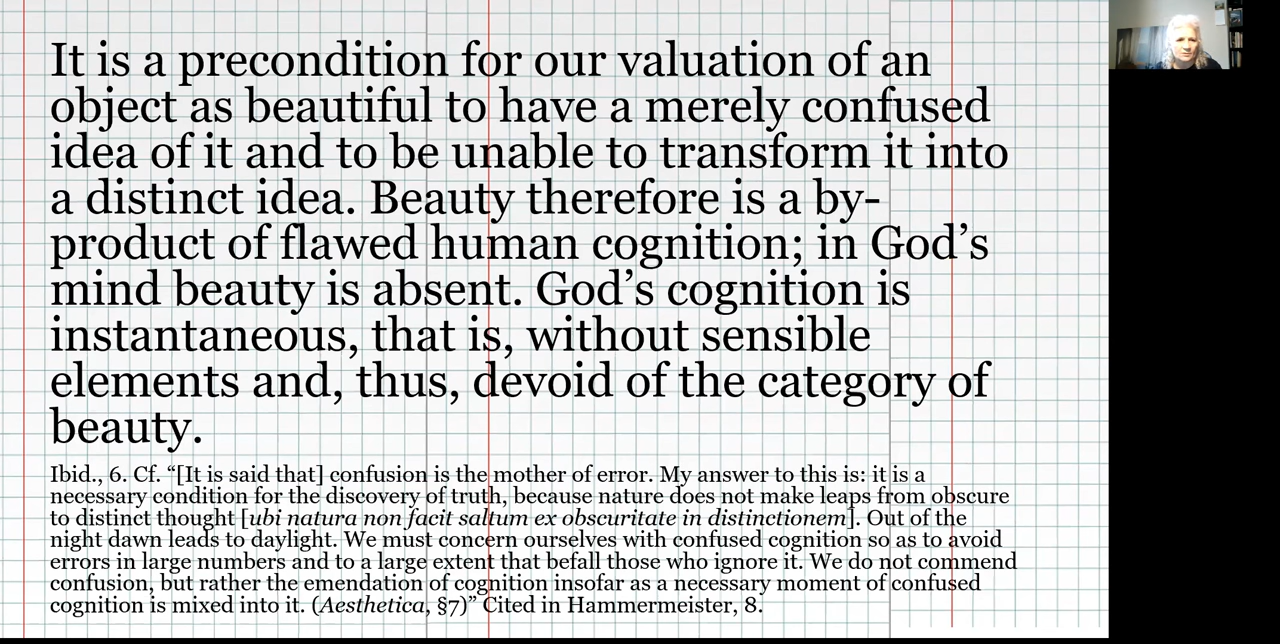 It is a precondition for our valuation of an
object as beautiful to have a merely confused
idea of it and to be unable to transform it into
a distinct idea. Beauty therefore is a by-
product of flawed human cognition; in God’s
mind beauty is absent. God’s cognition is
instantaneous, that is, without sensible
elements and, thus, devoid of the category of
beauty.
Ibid., 6. Cf. “[It is said that] confusion is the mother of error. My answer to this is: it is a
necessary condition for the discovery of truth, because nature does not make leaps from obscure
to distinct thought [ubi natura non facit saltum ex obscuritate in distinctionem]. Out of the
night dawn leads to daylight. We must concern ourselves with confused cognition so as to avoid
errors in large numbers and to a large extent that befall those who ignore it. We do not commend
confusion, but rather the emendation of cognition insofar as a necessary moment of confused
cognition is mixed into it. (Aesthetica, §7)” Cited in Hammermeister, 8.